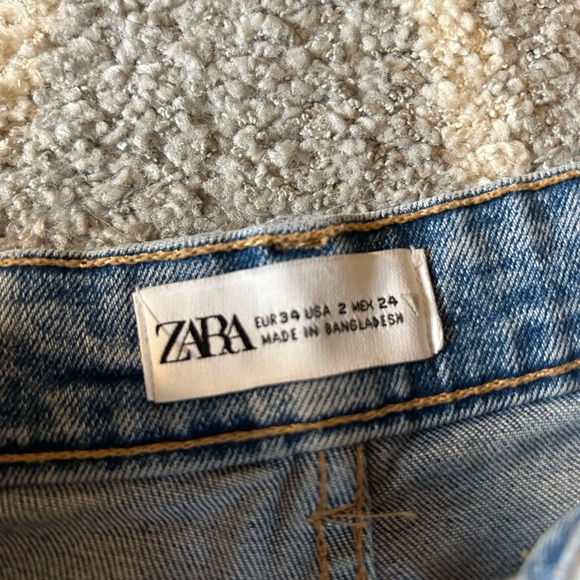 ZARA
EUR 34 USA 2 MEX 24
MADE IN BANGLADESH